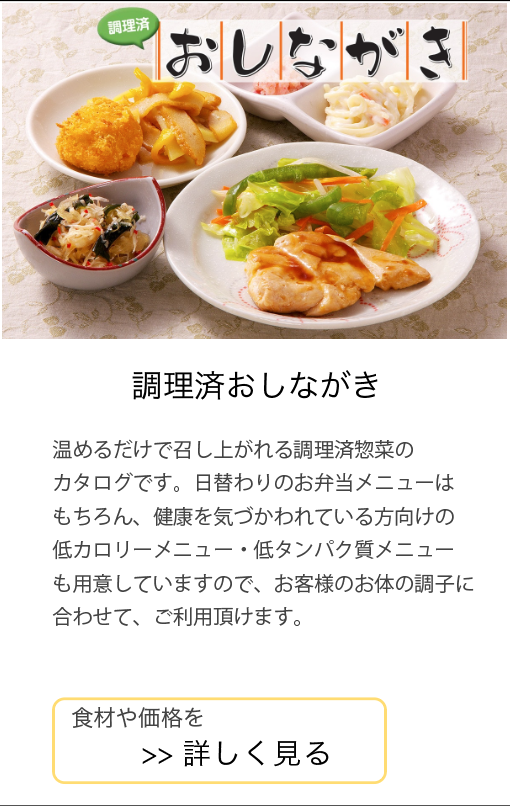 調理済
おしながき
調理済おしながき
温めるだけで召し上がれる調理済惣菜の
カタログです。日替わりのお弁当メニューは
もちろん、健康を気づかわれている方向けの
低カロリーメニュー・低タンパク質メニュー
も用意していますので、お客様のお体の調子に
合わせて、ご利用頂けます。
食材や価格を
>> 詳しく見る